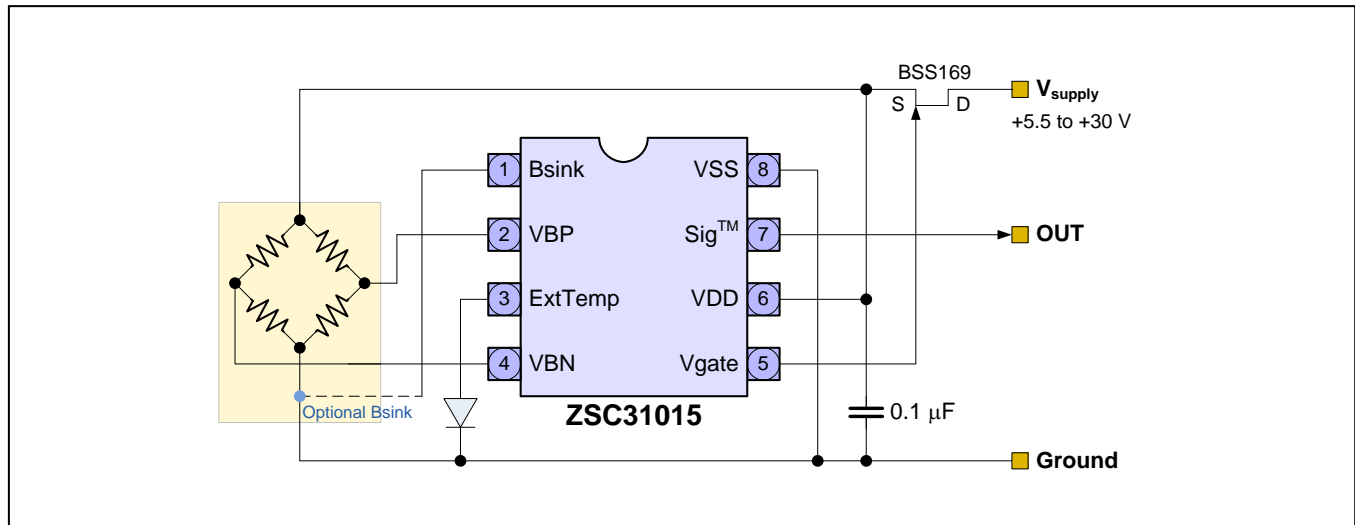 BSS169
S D
V_supply
+5.5 to +30 V
1 Bsink VSS 8
2 VBP Sig™ 7 OUT
3 ExtTemp VDD 6
4 VBN Vgate 5
Optional Bsink
ZSC31015
0.1 μF
Ground